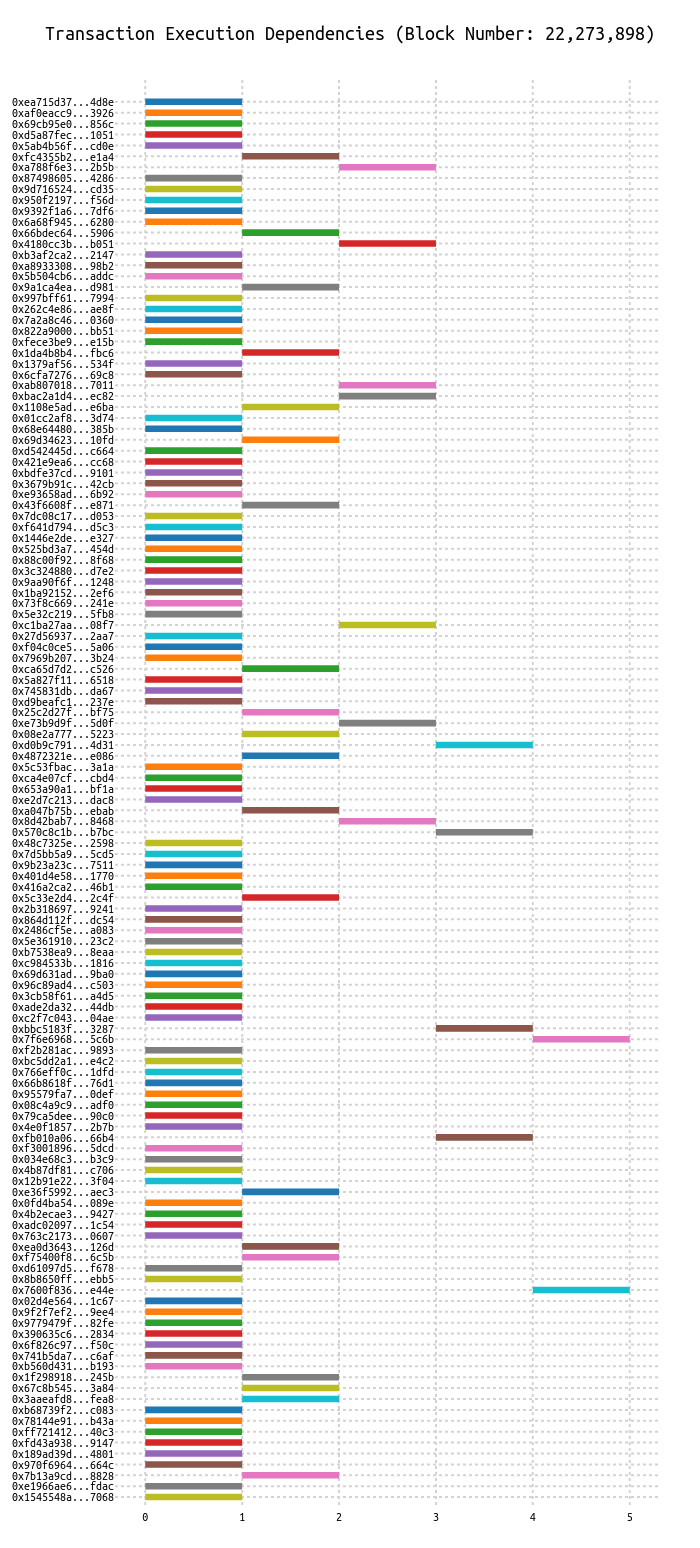 Transaction Execution Dependencies (Block Number: 22,273,898)
0xea715d37...4d8e
0xaf0eacc9...3926
0x69cb95e0...856c
0xd5a87fec...1051
0x5ab4b56f...cd0e
0xfc4355b2...e1a4
0xa788f6e3...2b5b
0x87498605...4286
0x9d716524...cd35
0x950f2197...f56d
0x9392f1a6...7df6
0x6a68f945...6280
0x66bdec64...5906
0x4180cc3b...b051
0xb3af2ca2...2147
0xa8933308...98b2
0x5b504cb6...addc
0x9a1ca4ea...d981
0x997bff61...7994
0x262c4e86...ae8f
0x7a2a8c46...0360
0x822a9000...bb51
0xfece3be9...e15b
0x1da4b8b4...fbc6
0x1379af56...534f
0x6cfa7276...69c8
0xab807018...7011
0xbac2a1d4...ec82
0x1108e5ad...e6ba
0x01cc2af8...3d74
0x68e64480...385b
0x69d34623...10fd
0xd542445d...c664
0x421e9ea6...cc68
0xbdfe37cd...9101
0x3679b91c...42cb
0xe93658ad...6b92
0x43f6608f...e871
0x7dc08c17...d053
0xf641d794...d5c3
0x1446e2de...e327
0x525bd3a7...454d
0x88c00f92...8f68
0x3c324880...d7e2
0x9aa90f6f...1248
0x1ba92152...2ef6
0x73f8c669...241e
0x5e32c219...5fb8
0xc1ba27aa...08f7
0x27d56937...2aa7
0xf04c0ce5...5a06
0x7969b207...3b24
0xca65d7d2...c526
0x5a827f11...6518
0x745831db...da67
0xd9beafc1...237e
0x25c2d27f...bf75
0xe73b9d9f...5d0f
0x08e2a777...5223
0xd0b9c791...4d31
0x4872321e...e086
0x5c53fbac...3a1a
0xca4e07cf...cbd4
0x653a90a1...bf1a
0xe2d7c213...dac8
0xa047b75b...ebab
0x8d42bab7...8468
0x570c8c1b...b7bc
0x48c7325e...2598
0x7d5bb5a9...5cd5
0x9b23a23c...7511
0x401d4e58...1770
0x416a2ca2...46b1
0x5c33e2d4...2c4f
0x2b318697...9241
0x864d112f...dc54
0x2486cf5e...a083
0x5e361910...23c2
0xb7538ea9...8eaa
0xc984533b...1816
0x69d631ad...9ba0
0x96c89ad4...c503
0x3cb58f61...a4d5
0xade2da32...44db
0xc2f7c043...04ae
0xbbc5183f...3287
0x7f6e6968...5c6b
0xf2b281ac...9893
0xbc5dd2a1...e4c2
0x766eff0c...1dfd
0x66b8618f...76d1
0x95579fa7...0def
0x08c4a9c9...adf0
0x79ca5dee...90c0
0x4e0f1857...2b7b
0xfb010a06...66b4
0xf3001896...5dcd
0x034e68c3...b3c9
0x4b87df81...c706
0x12b91e22...3f04
0xe36f5992...aec3
0x0fd4ba54...089e
0x4b2ecae3...9427
0xadc02097...1c54
0x763c2173...0607
0xea0d3643...126d
0xf75400f8...6c5b
0xd61097d5...f678
0x8b8650ff...ebb5
0x7600f836...e44e
0x02d4e564...1c67
0x9f2f7ef2...9ee4
0x9779479f...82fe
0x390635c6...2834
0x6f826c97...f50c
0x741b5da7...c6af
0xb560d431...b193
0x1f298918...245b
0x67c8b545...3a84
0x3aaeafd8...fea8
0xb68739f2...c083
0x78144e91...b43a
0xff721412...40c3
0xfd43a938...9147
0x189ad39d...4801
0x970f6964...664c
0x7b13a9cd...8828
0xe1966ae6...fdac
0x1545548a...7068
0 1 2 3 4 5